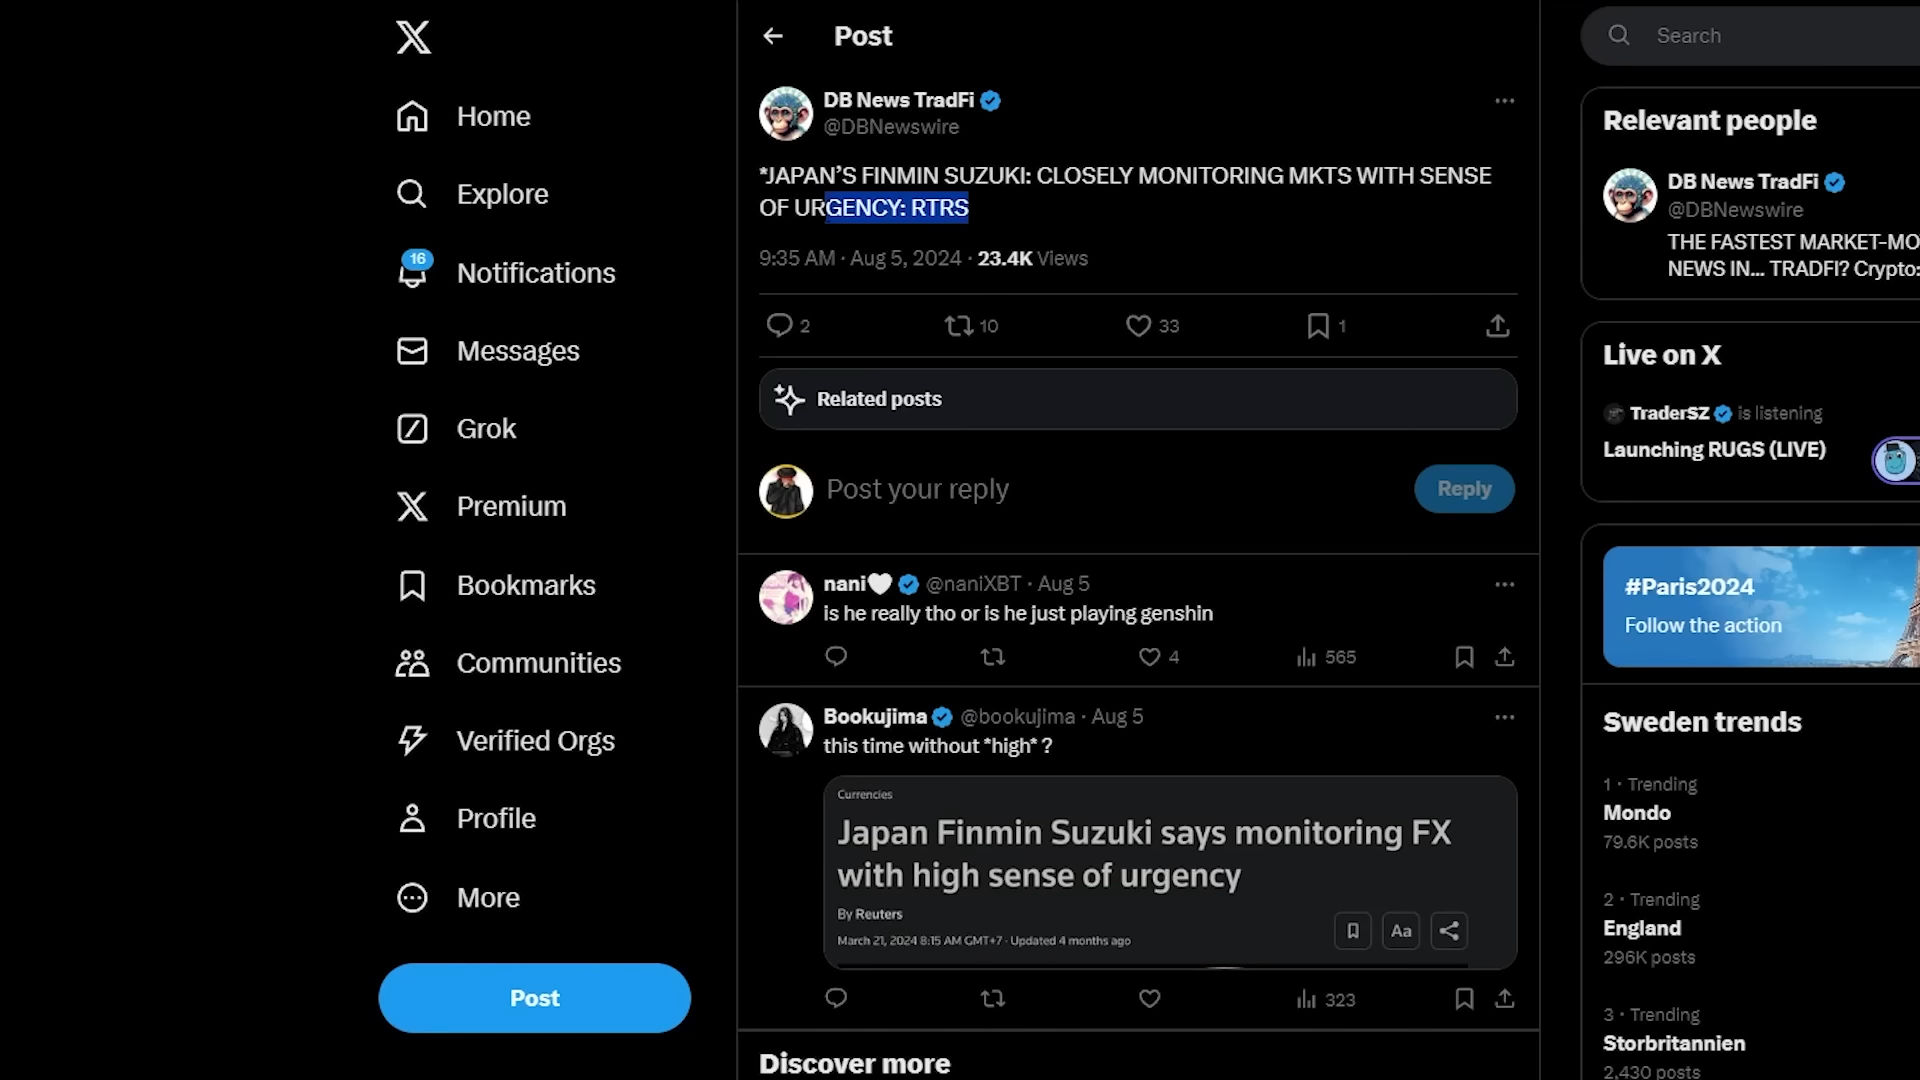 Home
Explore
16
Notifications
Messages
Grok
Premium
Bookmarks
Communities
Verified Orgs
Profile
More
Post
Post
DB News TradFi
@DBNewswire
*JAPAN’S FINMIN SUZUKI: CLOSELY MONITORING MKTS WITH SENSE
OF URGENCY: RTRS
9:35 AM · Aug 5, 2024 · 23.4K Views
2 10 33 1
Related posts
Post your reply
Reply
nani🤍 @naniXBT · Aug 5
is he really tho or is he just playing genshin
4 565
Bookujima @bookujima · Aug 5
this time without *high* ?
Currencies
Japan Finmin Suzuki says monitoring FX
with high sense of urgency
By Reuters
March 21, 2024 8:15 AM GMT+7 · Updated 4 months ago
Aa
323
Discover more
Search
Relevant people
DB News TradFi
@DBNewswire
THE FASTEST MARKET-MO
NEWS IN... TRADFI? Crypto:
Live on X
TraderSZ is listening
Launching RUGS (LIVE)
#Paris2024
Follow the action
Sweden trends
1 · Trending
Mondo
79.6K posts
2 · Trending
England
296K posts
3 · Trending
Storbritannien
2,430 posts